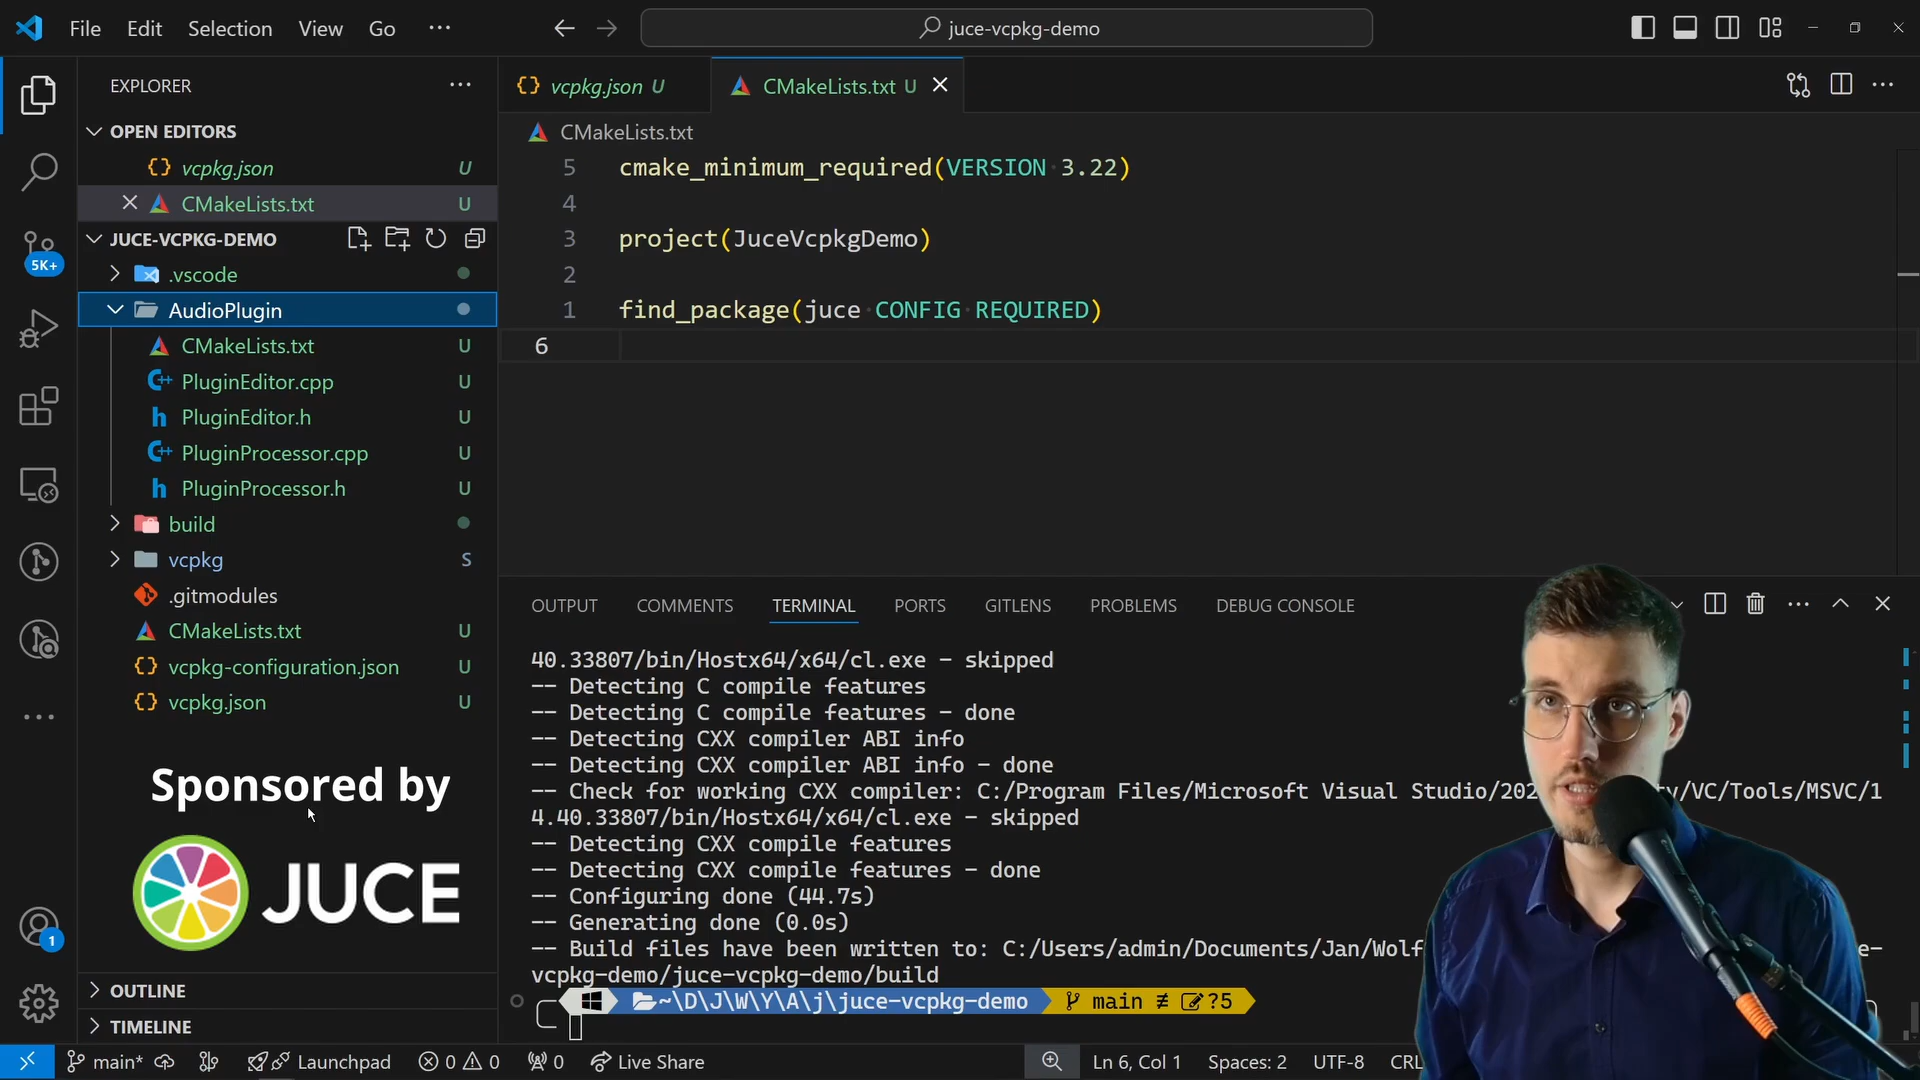 File Edit Selection View Go ···
juce-vcpkg-demo
EXPLORER
OPEN EDITORS
vcpkg.json U
CMakeLists.txt U
JUCE-VCPKG-DEMO
.vscode
AudioPlugin
CMakeLists.txt U
PluginEditor.cpp U
PluginEditor.h U
PluginProcessor.cpp U
PluginProcessor.h U
build
vcpkg S
.gitmodules
CMakeLists.txt U
vcpkg-configuration.json U
vcpkg.json U
Sponsored by
JUCE
OUTLINE
TIMELINE
5K+
1
vcpkg.json U
CMakeLists.txt U
CMakeLists.txt
5 cmake_minimum_required(VERSION 3.22)
4
3 project(JuceVcpkgDemo)
2
1 find_package(juce CONFIG REQUIRED)
6
OUTPUT COMMENTS TERMINAL PORTS GITLENS PROBLEMS DEBUG CONSOLE
40.33807/bin/Hostx64/x64/cl.exe - skipped
-- Detecting C compile features
-- Detecting C compile features - done
-- Detecting CXX compiler ABI info
-- Detecting CXX compiler ABI info - done
-- Check for working CXX compiler: C:/Program Files/Microsoft Visual Studio/202 ty/VC/Tools/MSVC/1
4.40.33807/bin/Hostx64/x64/cl.exe - skipped
-- Detecting CXX compile features
-- Detecting CXX compile features - done
-- Configuring done (44.7s)
-- Generating done (0.0s)
-- Build files have been written to: C:/Users/admin/Documents/Jan/Wolf e-
vcpkg-demo/juce-vcpkg-demo/build
~\D\J\W\Y\A\j\juce-vcpkg-demo main ≢ ?5
main* Launchpad 0 0 0 Live Share Ln 6, Col 1 Spaces: 2 UTF-8 CRL